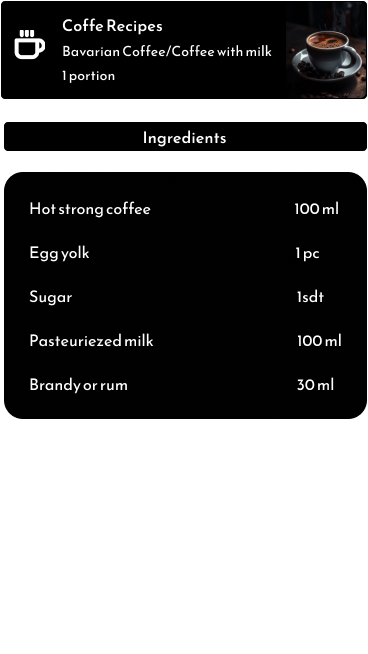 Coffe Recipes
Bavarian Coffee/Coffee with milk
1 portion
Ingredients
Hot strong coffee 100 ml
Egg yolk 1 pc
Sugar 1sdt
Pasteuriezed milk 100 ml
Brandy or rum 30 ml